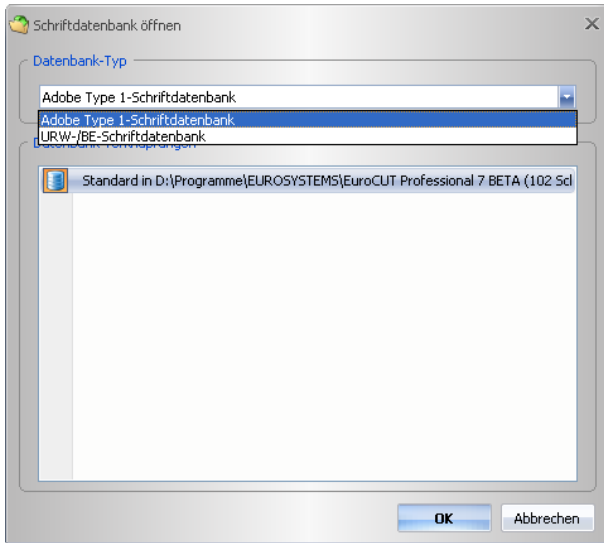 Schriftdatenbank öffnen
Datenbank-Typ
Adobe Type 1-Schriftdatenbank
Adobe Type 1-Schriftdatenbank
URW-/BE-Schriftdatenbank
Standard in D:\Programme\EUROSYSTEMS\EuroCUT Professional 7 BETA (102 Scl
OK
Abbrechen